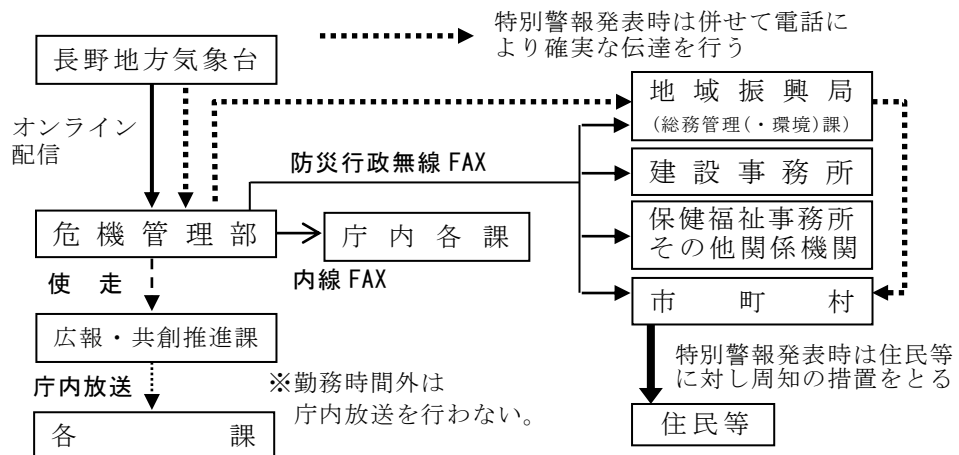 特別警報発表時は併せて電話に
より確実な伝達を行う
長野地方気象台
オンライン
配信
地域振興局
(総務管理(・環境)課)
防災行政無線 FAX
建設事務所
危機管理部
庁内各課
保健福祉事務所
その他関係機関
内線 FAX
使走
市町村
広報・共創推進課
特別警報発表時は住民等
に対し周知の措置をとる
庁内放送
※勤務時間外は
庁内放送を行わない。
各課
住民等